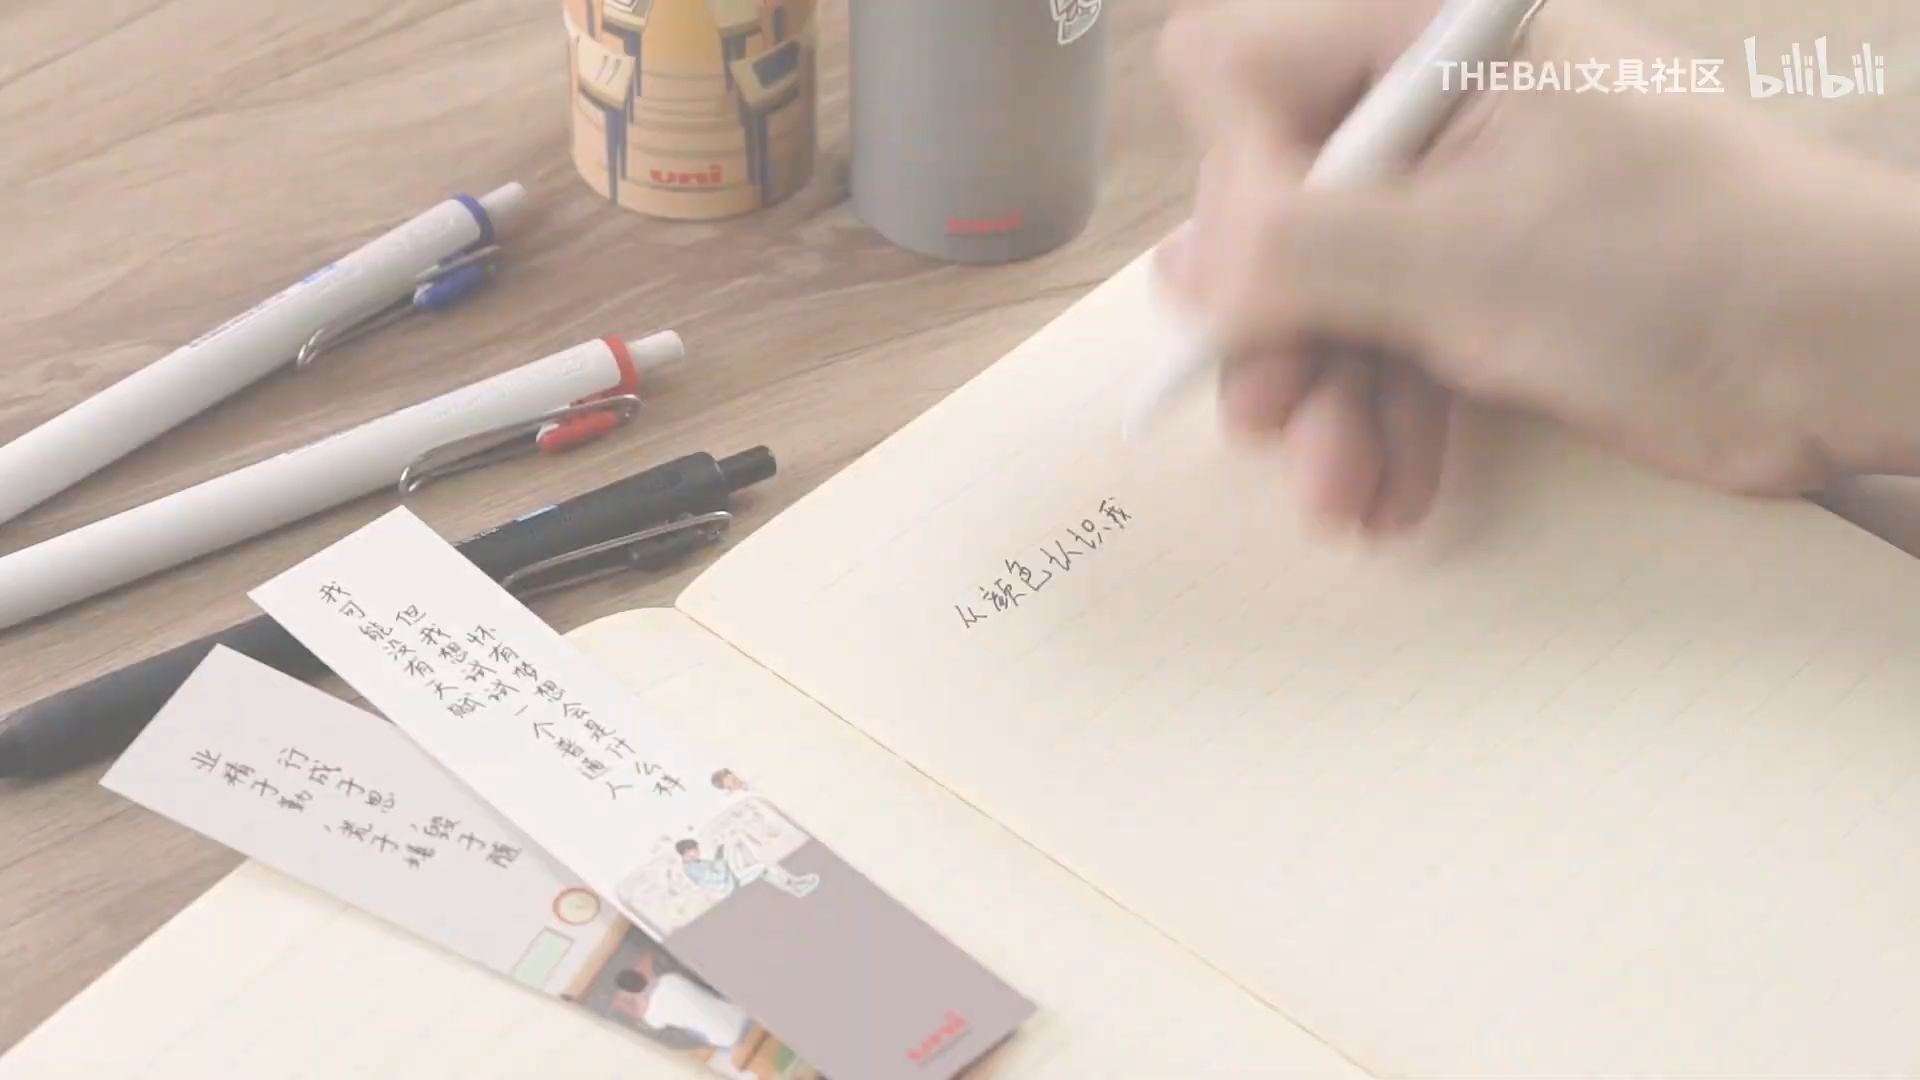 THEBAI文具社区 bilibili
uni
从颜色认识我
我可能没有天赋
但我想试试
怀有梦想
一个普通人
会是什么样
业精于勤,荒于嬉
行成于思,毁于随
uni